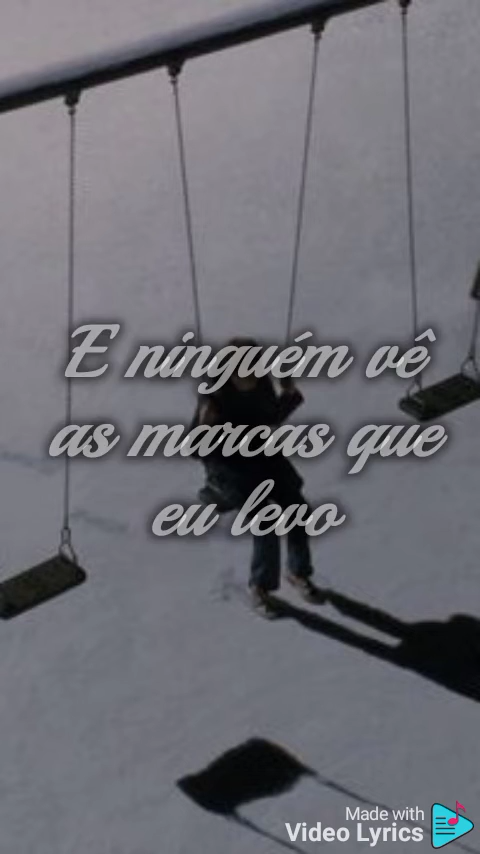 E ninguém vê
as marcas que
eu levo
Made with
Video Lyrics